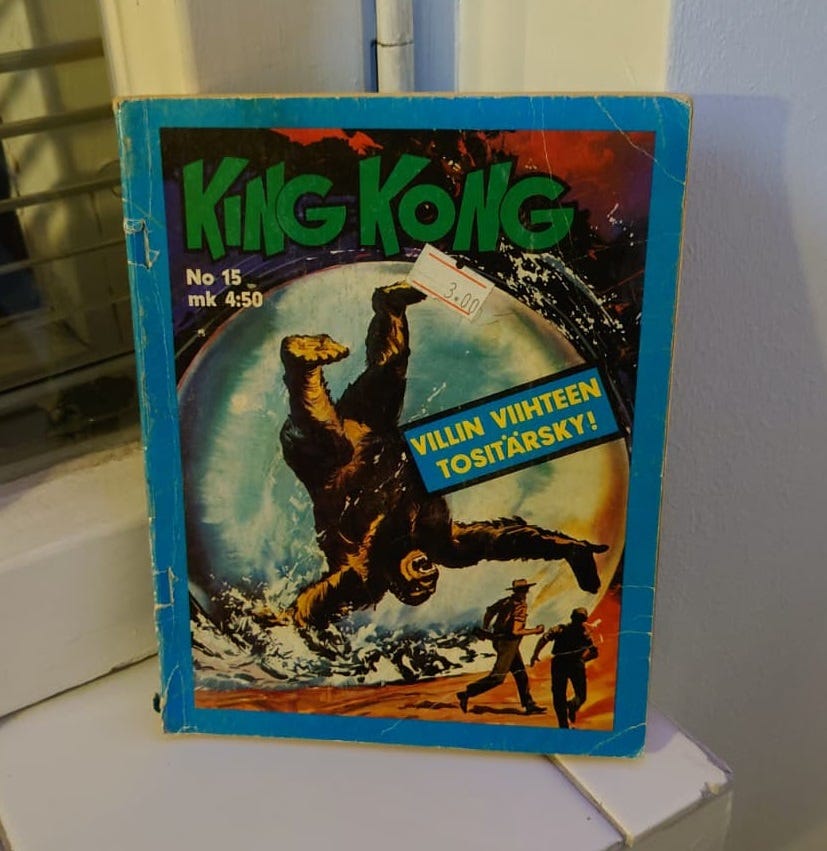 KING KONG
No 15
mk 4:50
3.00
VILLIN VIIHTEEN
TOSITÄRSKY!